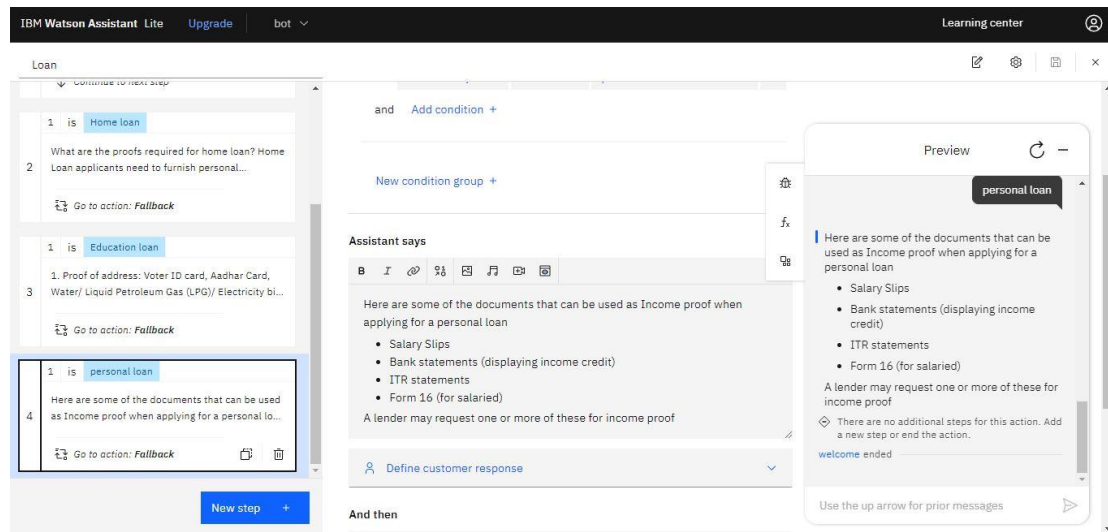 IBM Watson Assistant Lite Upgrade bot Learning center
Loan
Continue to next step
1 is Home loan
2 What are the proofs required for home loan? Home
Loan applicants need to furnish personal...
Go to action: Fallback
1 is Education loan
3 1. Proof of address: Voter ID card, Aadhar Card,
Water/ Liquid Petroleum Gas (LPG)/ Electricity bi...
Go to action: Fallback
1 is personal loan
4 Here are some of the documents that can be used
as Income proof when applying for a personal lo...
Go to action: Fallback
New step +
and Add condition +
New condition group +
Assistant says
B I
Here are some of the documents that can be used as Income proof when
applying for a personal loan
• Salary Slips
• Bank statements (displaying income credit)
• ITR statements
• Form 16 (for salaried)
A lender may request one or more of these for income proof
Define customer response
And then
fx
Preview
personal loan
Here are some of the documents that can be
used as Income proof when applying for a
personal loan
• Salary Slips
• Bank statements (displaying income
credit)
• ITR statements
• Form 16 (for salaried)
A lender may request one or more of these for
income proof
There are no additional steps for this action. Add
a new step or end the action.
welcome ended
Use the up arrow for prior messages